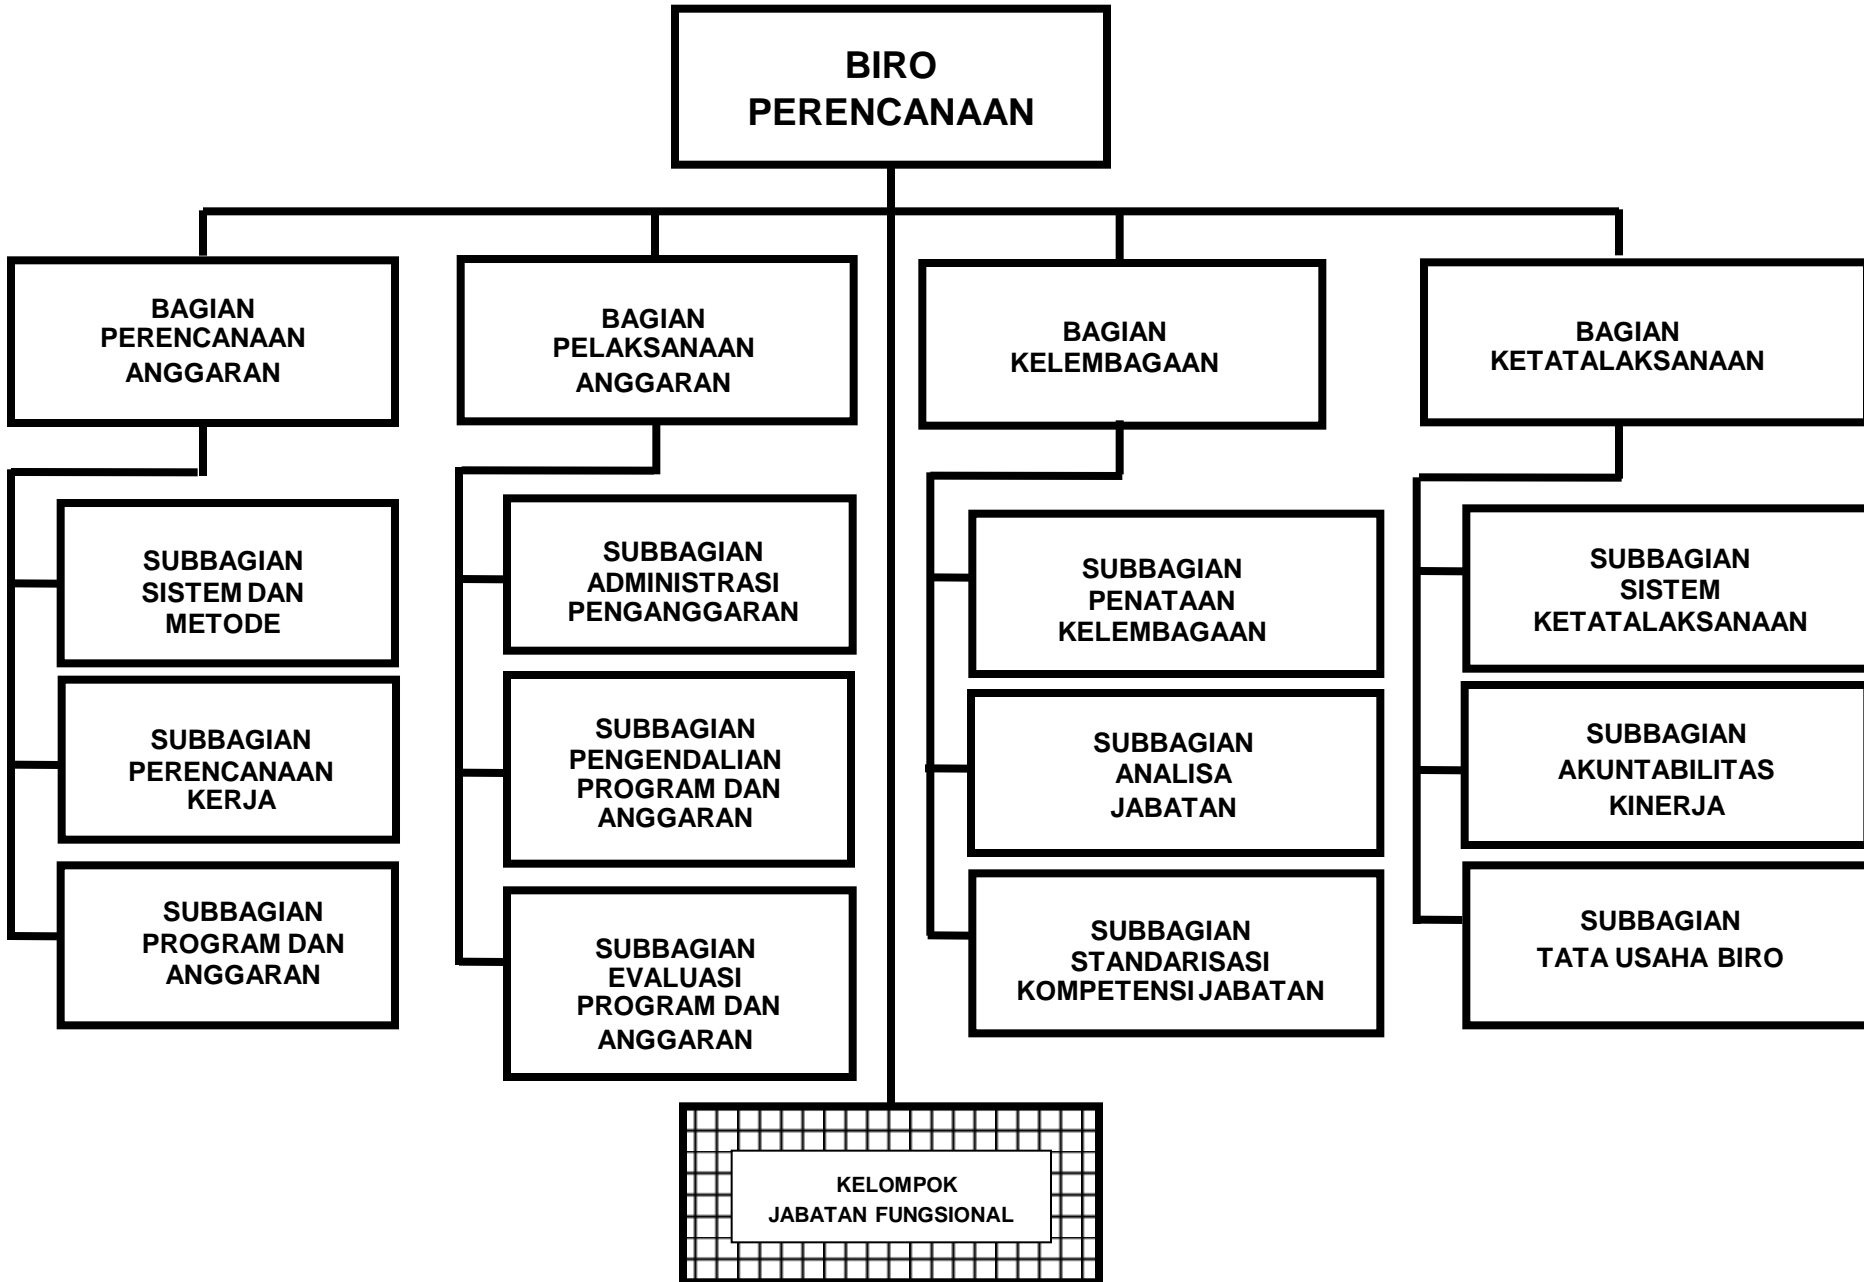 BIRO
PERENCANAAN
BAGIAN
PERENCANAAN
ANGGARAN
BAGIAN
PELAKSANAAN
ANGGARAN
BAGIAN
KELEMBAGAAN
BAGIAN
KETATALAKSANAAN
SUBBAGIAN
SISTEM DAN
METODE
SUBBAGIAN
PERENCANAAN
KERJA
SUBBAGIAN
PROGRAM DAN
ANGGARAN
SUBBAGIAN
ADMINISTRASI
PENGANGGARAN
SUBBAGIAN
PENGENDALIAN
PROGRAM DAN
ANGGARAN
SUBBAGIAN
EVALUASI
PROGRAM DAN
ANGGARAN
SUBBAGIAN
PENATAAN
KELEMBAGAAN
SUBBAGIAN
ANALISA
JABATAN
SUBBAGIAN
STANDARISASI
KOMPETENSI JABATAN
SUBBAGIAN
SISTEM
KETATALAKSANAAN
SUBBAGIAN
AKUNTABILITAS
KINERJA
SUBBAGIAN
TATA USAHA BIRO
KELOMPOK
JABATAN FUNGSIONAL